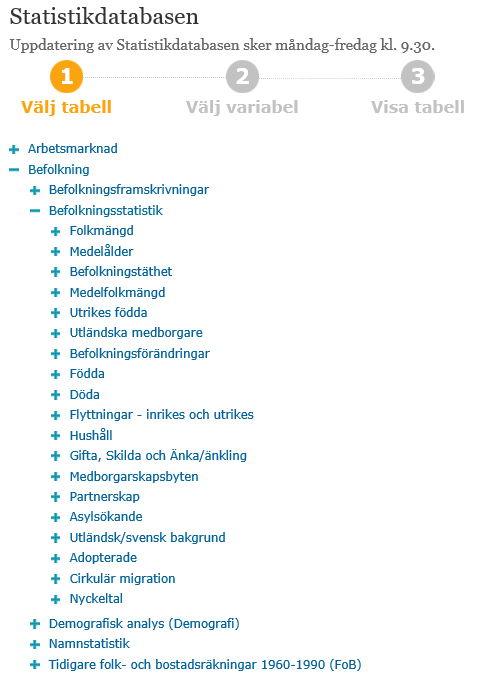 Statistikdatabasen
Uppdatering av Statistikdatabasen sker måndag-fredag kl. 9.30.
1 2 3
Välj tabell Välj variabel Visa tabell
Arbetsmarknad
Befolkning
Befolkningsframskrivningar
Befolkningsstatistik
Folkmängd
Medelålder
Befolkningstäthet
Medelfolkmängd
Utrikes födda
Utländska medborgare
Befolkningsförändringar
Födda
Döda
Flyttningar - inrikes och utrikes
Hushåll
Gifta, Skilda och Änka/änkling
Medborgarskapsbyten
Partnerskap
Asylsökande
Utländsk/svensk bakgrund
Adopterade
Cirkulär migration
Nyckeltal
Demografisk analys (Demografi)
Namnstatistik
Tidigare folk- och bostadsräkningar 1960-1990 (FoB)